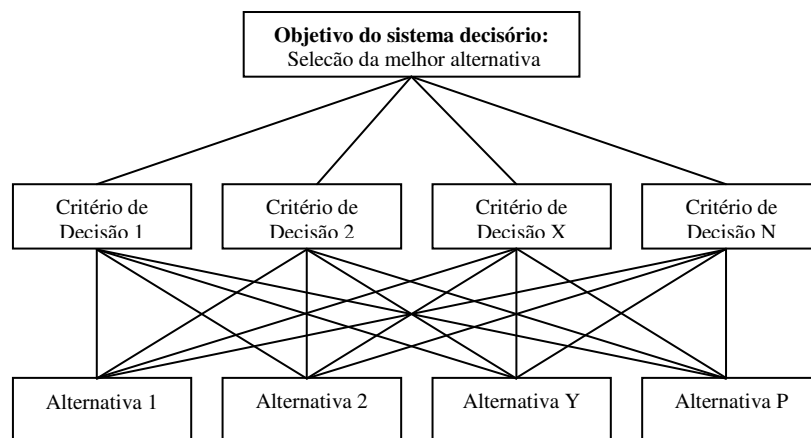 Objetivo do sistema decisório:
Selecão da melhor alternativa
Critério de
Decisão 1
Critério de
Decisão 2
Critério de
Decisão X
Critério de
Decisão N
Alternativa 1
Alternativa 2
Alternativa Y
Alternativa P